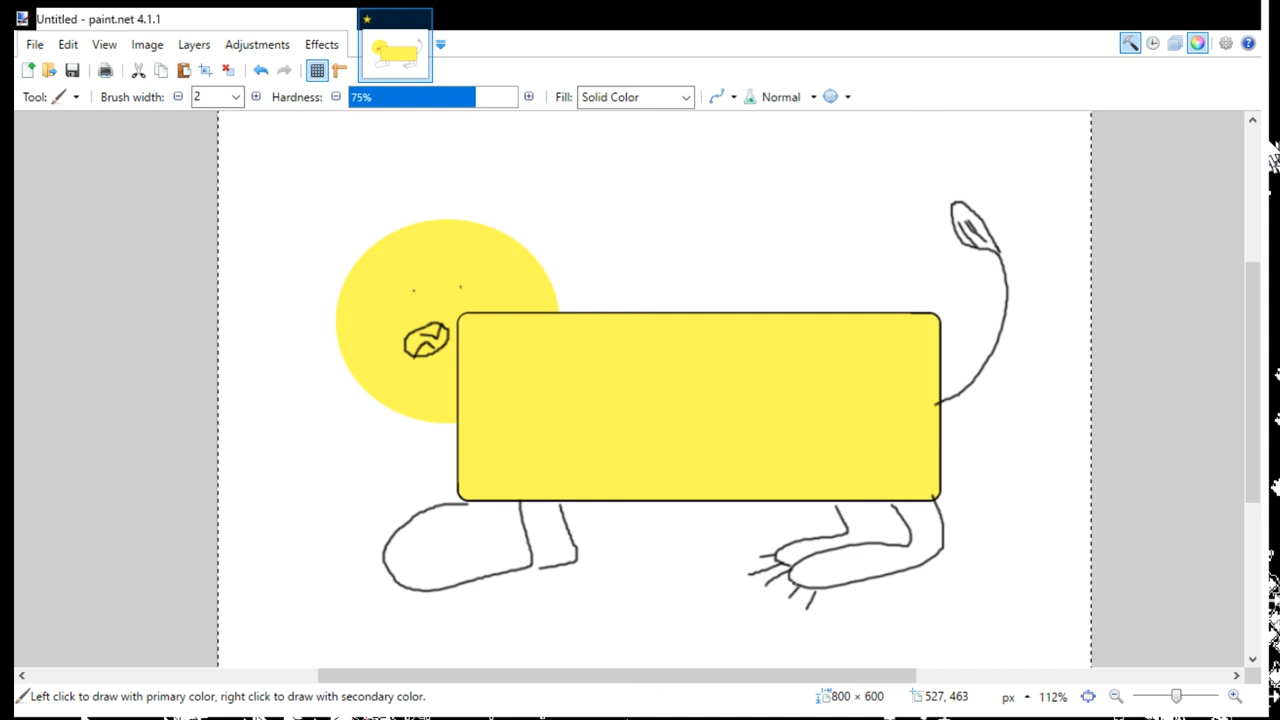 Untitled - paint.net 4.1.1
File Edit View Image Layers Adjustments Effects
Tool: Brush width: 2 Hardness: 75% Fill: Solid Color Normal
Left click to draw with primary color, right click to draw with secondary color. 800 × 600 527, 463 px 112%